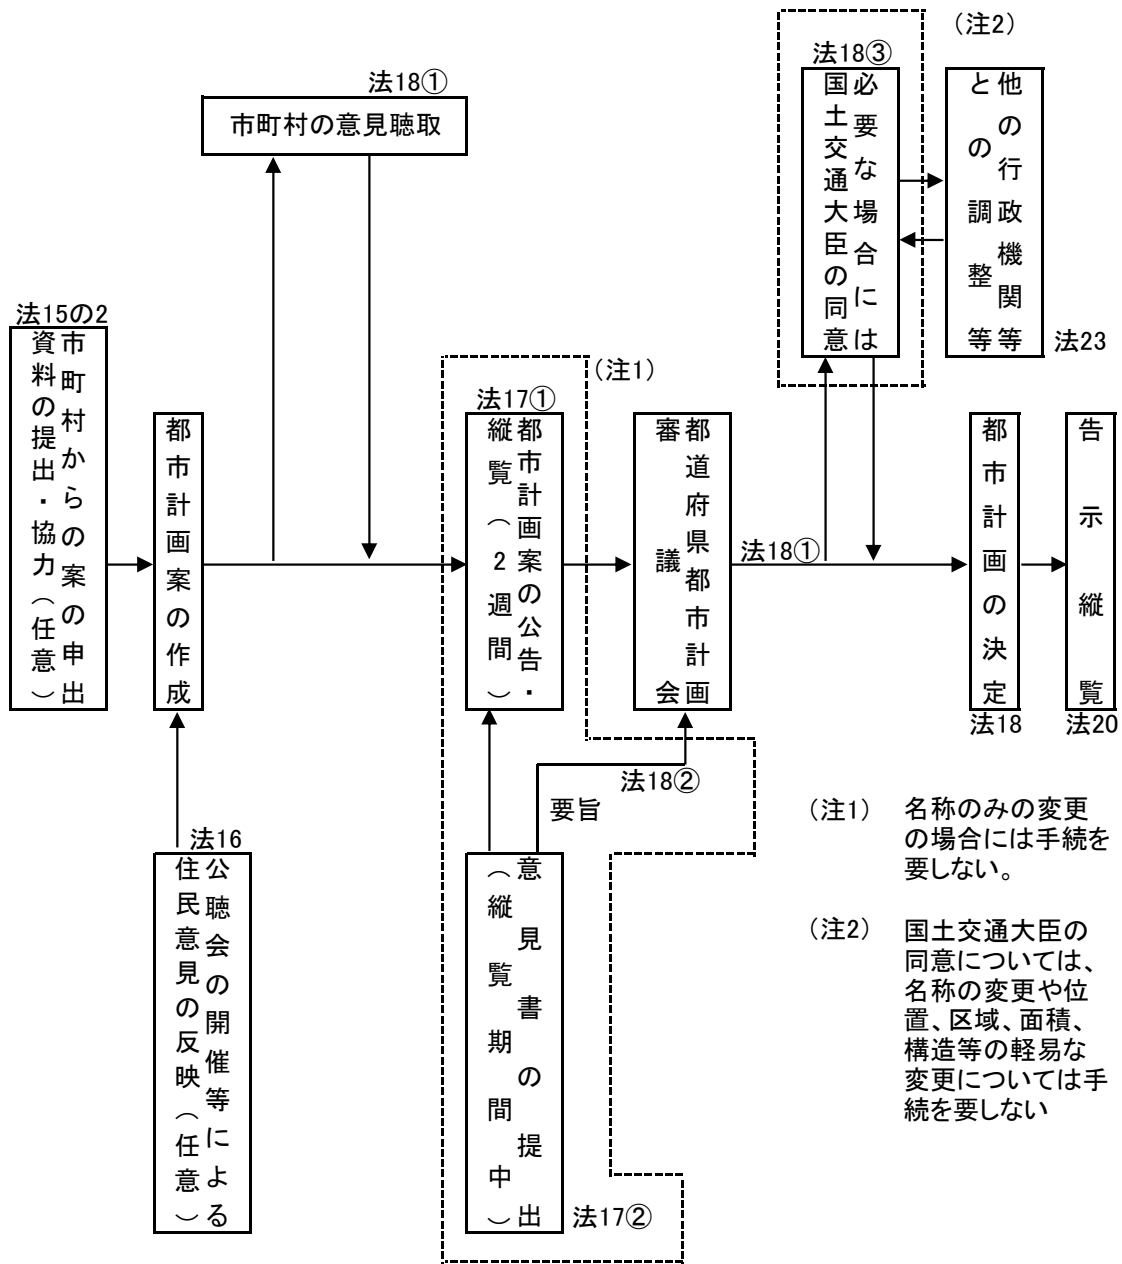 法15の2
市町村からの案の申出
資料の提出・協力（任意）
都市計画案の作成
法16
公聴会の開催等による
住民意見の反映（任意）
法18①
市町村の意見聴取
（注1）
法17①
都市計画案の公告・
縦覧（2週間）
意見書の提出
（縦覧期間中）
法17②
要旨
法18②
都道府県都市計画
審議会
法18①
（注2）
法18③
必要な場合には
国土交通大臣の同意
他の行政機関等
との調整等
法23
都市計画の決定
法18
告示縦覧
法20
（注1） 名称のみの変更
の場合には手続を
要しない。
（注2） 国土交通大臣の
同意については、
名称の変更や位
置、区域、面積、
構造等の軽易な
変更については手
続を要しない